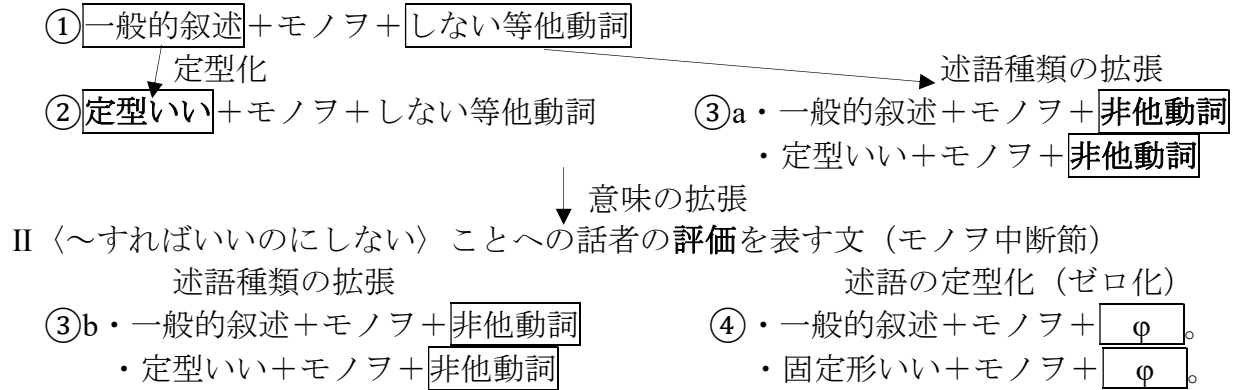 ①一般的叙述＋モノヲ＋しない等他動詞
定型化　述語種類の拡張
②定型いい＋モノヲ＋しない等他動詞　③a・一般的叙述＋モノヲ＋非他動詞
・定型いい＋モノヲ＋非他動詞
意味の拡張
Ⅱ〈～すればいいのにしない〉ことへの話者の評価を表す文（モノヲ中断節）
述語種類の拡張　述語の定型化（ゼロ化）
③b・一般的叙述＋モノヲ＋非他動詞　④・一般的叙述＋モノヲ＋φ。
・定型いい＋モノヲ＋非他動詞　・固定形いい＋モノヲ＋φ。